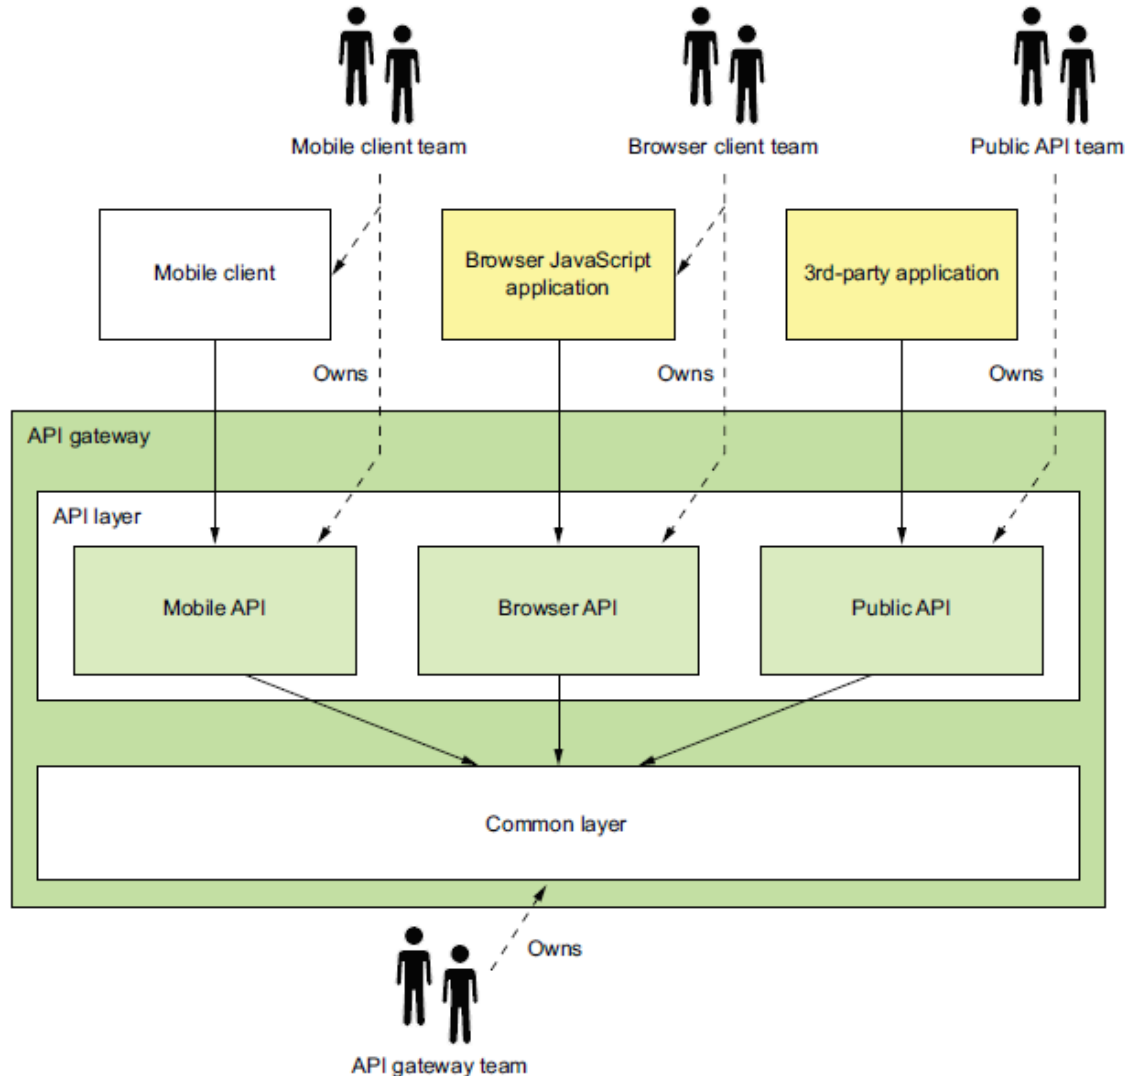 Mobile client team
Browser client team
Public API team
Mobile client
Browser JavaScript
application
3rd-party application
Owns
Owns
Owns
API gateway
API layer
Mobile API
Browser API
Public API
Common layer
Owns
API gateway team